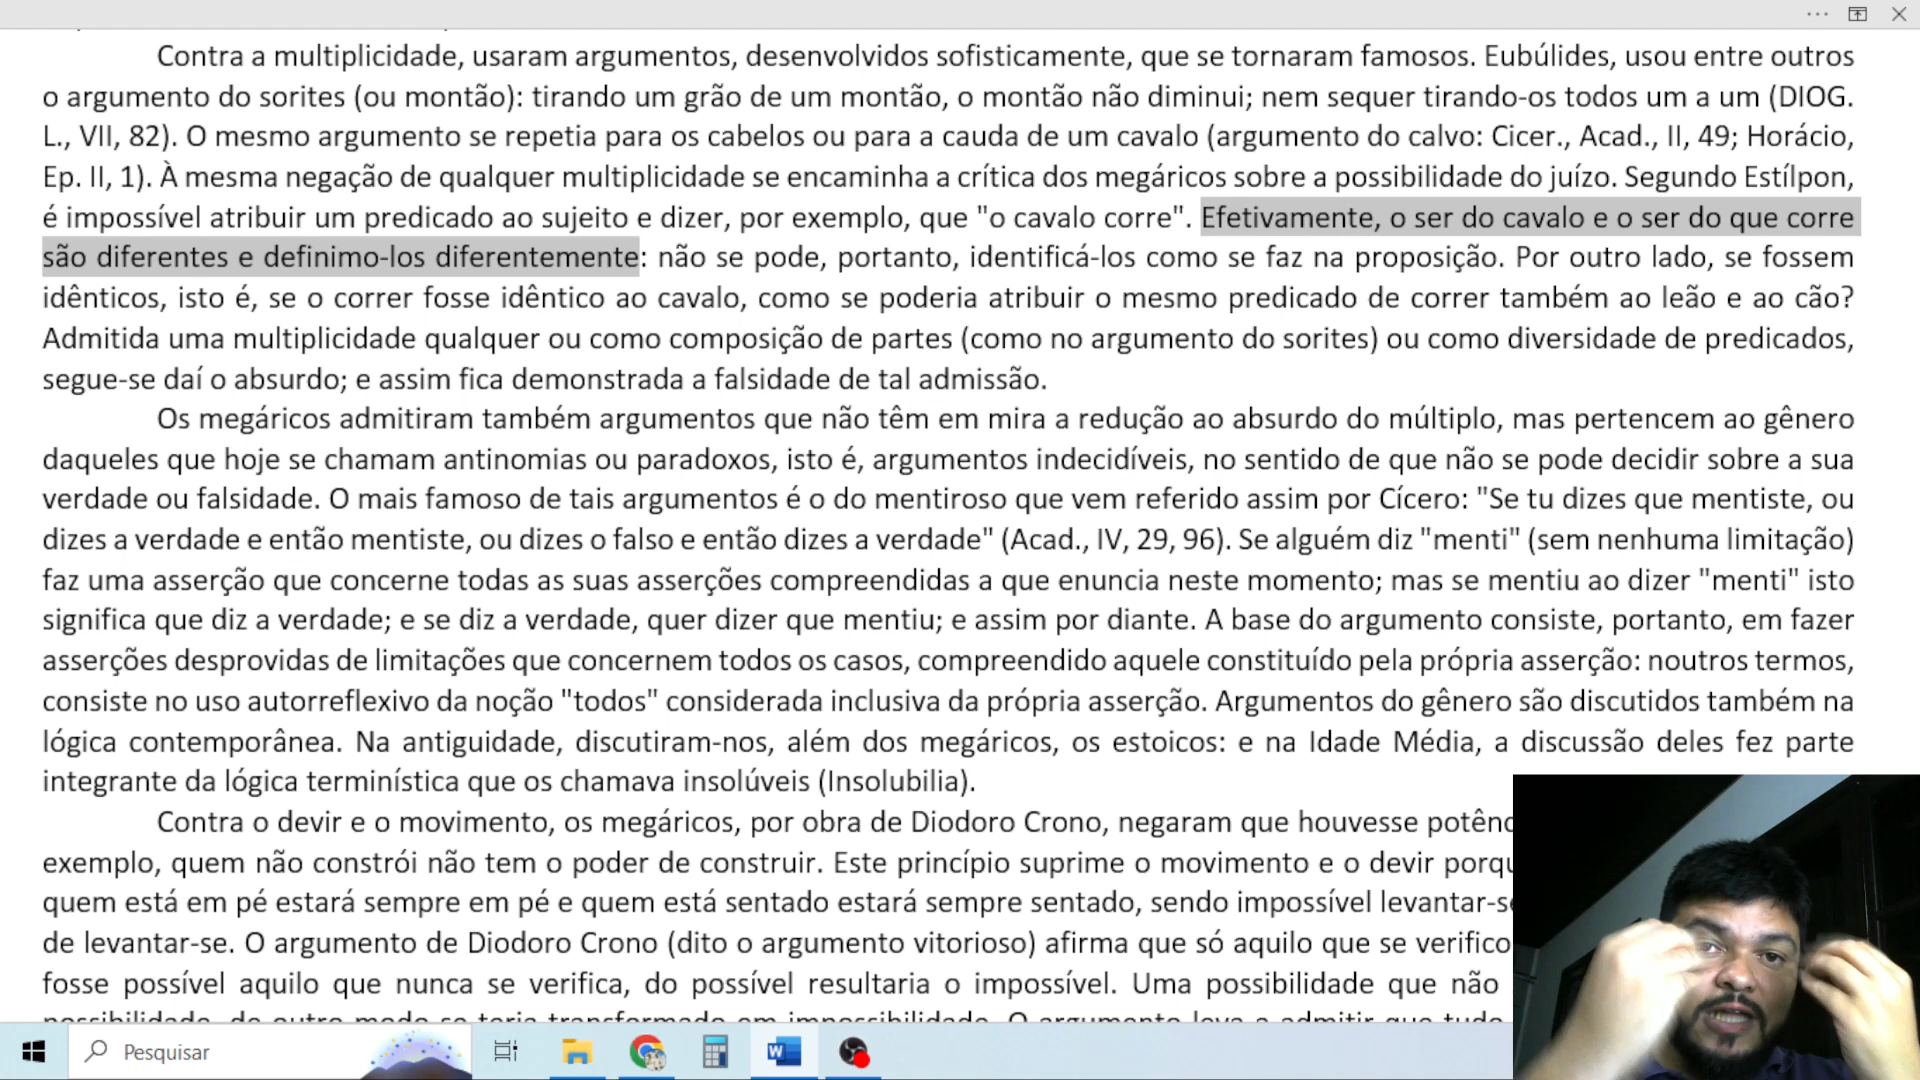 Contra a multiplicidade, usaram argumentos, desenvolvidos sofisticamente, que se tornaram famosos. Eubúlides, usou entre outros
o argumento do sorites (ou montão): tirando um grão de um montão, o montão não diminui; nem sequer tirando-os todos um a um (DIOG.
L., VII, 82). O mesmo argumento se repetia para os cabelos ou para a cauda de um cavalo (argumento do calvo: Cicer., Acad., II, 49; Horácio,
Ep. II, 1). À mesma negação de qualquer multiplicidade se encaminha a crítica dos megáricos sobre a possibilidade do juízo. Segundo Estílpon,
é impossível atribuir um predicado ao sujeito e dizer, por exemplo, que "o cavalo corre". Efetivamente, o ser do cavalo e o ser do que corre
são diferentes e definimo-los diferentemente: não se pode, portanto, identificá-los como se faz na proposição. Por outro lado, se fossem
idênticos, isto é, se o correr fosse idêntico ao cavalo, como se poderia atribuir o mesmo predicado de correr também ao leão e ao cão?
Admitida uma multiplicidade qualquer ou como composição de partes (como no argumento do sorites) ou como diversidade de predicados,
segue-se daí o absurdo; e assim fica demonstrada a falsidade de tal admissão.
Os megáricos admitiram também argumentos que não têm em mira a redução ao absurdo do múltiplo, mas pertencem ao gênero
daqueles que hoje se chamam antinomias ou paradoxos, isto é, argumentos indecidíveis, no sentido de que não se pode decidir sobre a sua
verdade ou falsidade. O mais famoso de tais argumentos é o do mentiroso que vem referido assim por Cícero: "Se tu dizes que mentiste, ou
dizes a verdade e então mentiste, ou dizes o falso e então dizes a verdade" (Acad., IV, 29, 96). Se alguém diz "menti" (sem nenhuma limitação)
faz uma asserção que concerne todas as suas asserções compreendidas a que enuncia neste momento; mas se mentiu ao dizer "menti" isto
significa que diz a verdade; e se diz a verdade, quer dizer que mentiu; e assim por diante. A base do argumento consiste, portanto, em fazer
asserções desprovidas de limitações que concernem todos os casos, compreendido aquele constituído pela própria asserção: noutros termos,
consiste no uso autorreflexivo da noção "todos" considerada inclusiva da própria asserção. Argumentos do gênero são discutidos também na
lógica contemporânea. Na antiguidade, discutiram-nos, além dos megáricos, os estoicos: e na Idade Média, a discussão deles fez parte
integrante da lógica terminística que os chamava insolúveis (Insolubilia).
Contra o devir e o movimento, os megáricos, por obra de Diodoro Crono, negaram que houvesse potênc
exemplo, quem não constrói não tem o poder de construir. Este princípio suprime o movimento e o devir porqu
quem está em pé estará sempre em pé e quem está sentado estará sempre sentado, sendo impossível levantar-s
de levantar-se. O argumento de Diodoro Crono (dito o argumento vitorioso) afirma que só aquilo que se verifico
fosse possível aquilo que nunca se verifica, do possível resultaria o impossível. Uma possibilidade que não
possibilidade, de outro modo se teria transformado em impossibilidade. O argumento leva a admitir que tudo
Pesquisar